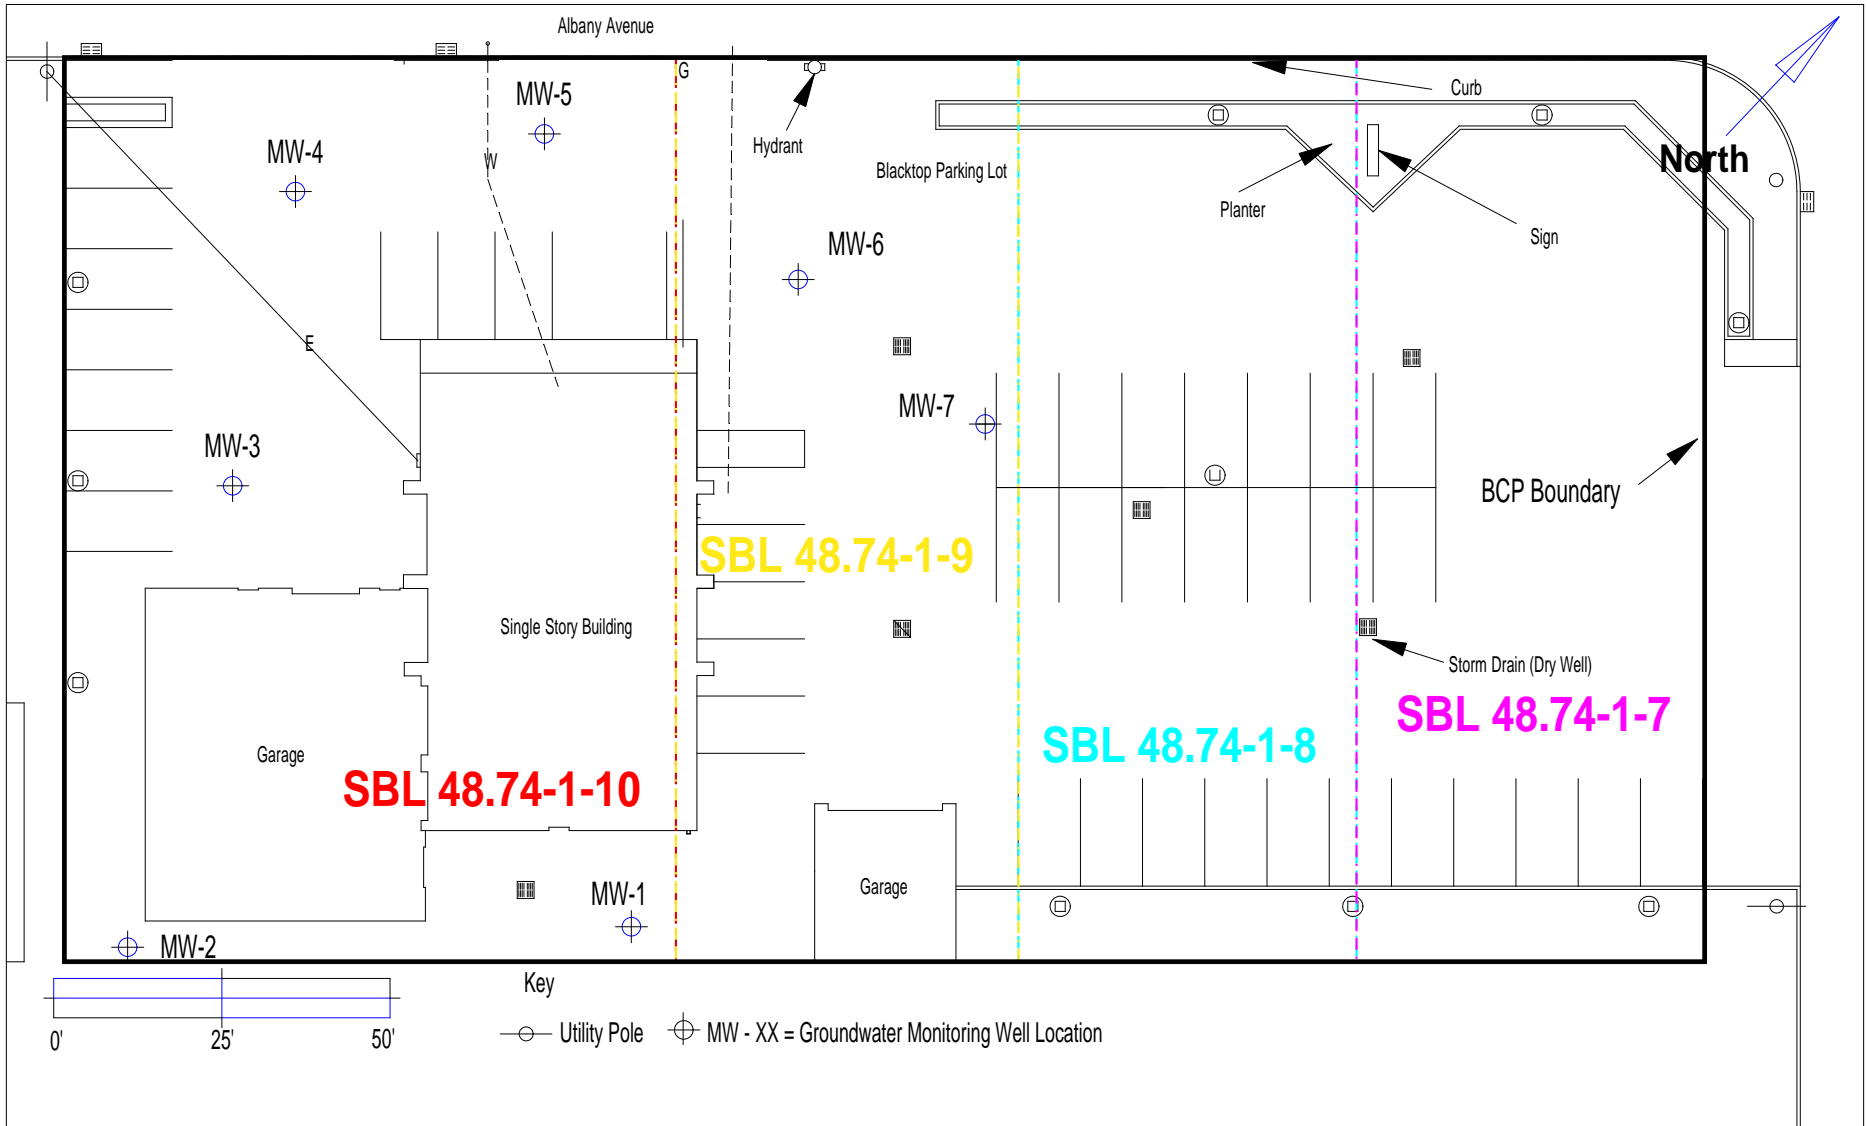 Albany Avenue
G
MW-5
Curb
Hydrant
W
MW-4
North
Blacktop Parking Lot
Planter
Sign
MW-6
E
MW-7
MW-3
BCP Boundary
SBL 48.74-1-9
Single Story Building
Storm Drain (Dry Well)
SBL 48.74-1-7
SBL 48.74-1-8
Garage
SBL 48.74-1-10
Garage
MW-1
MW-2
Key
0' 25' 50'
Utility Pole
MW - XX = Groundwater Monitoring Well Location